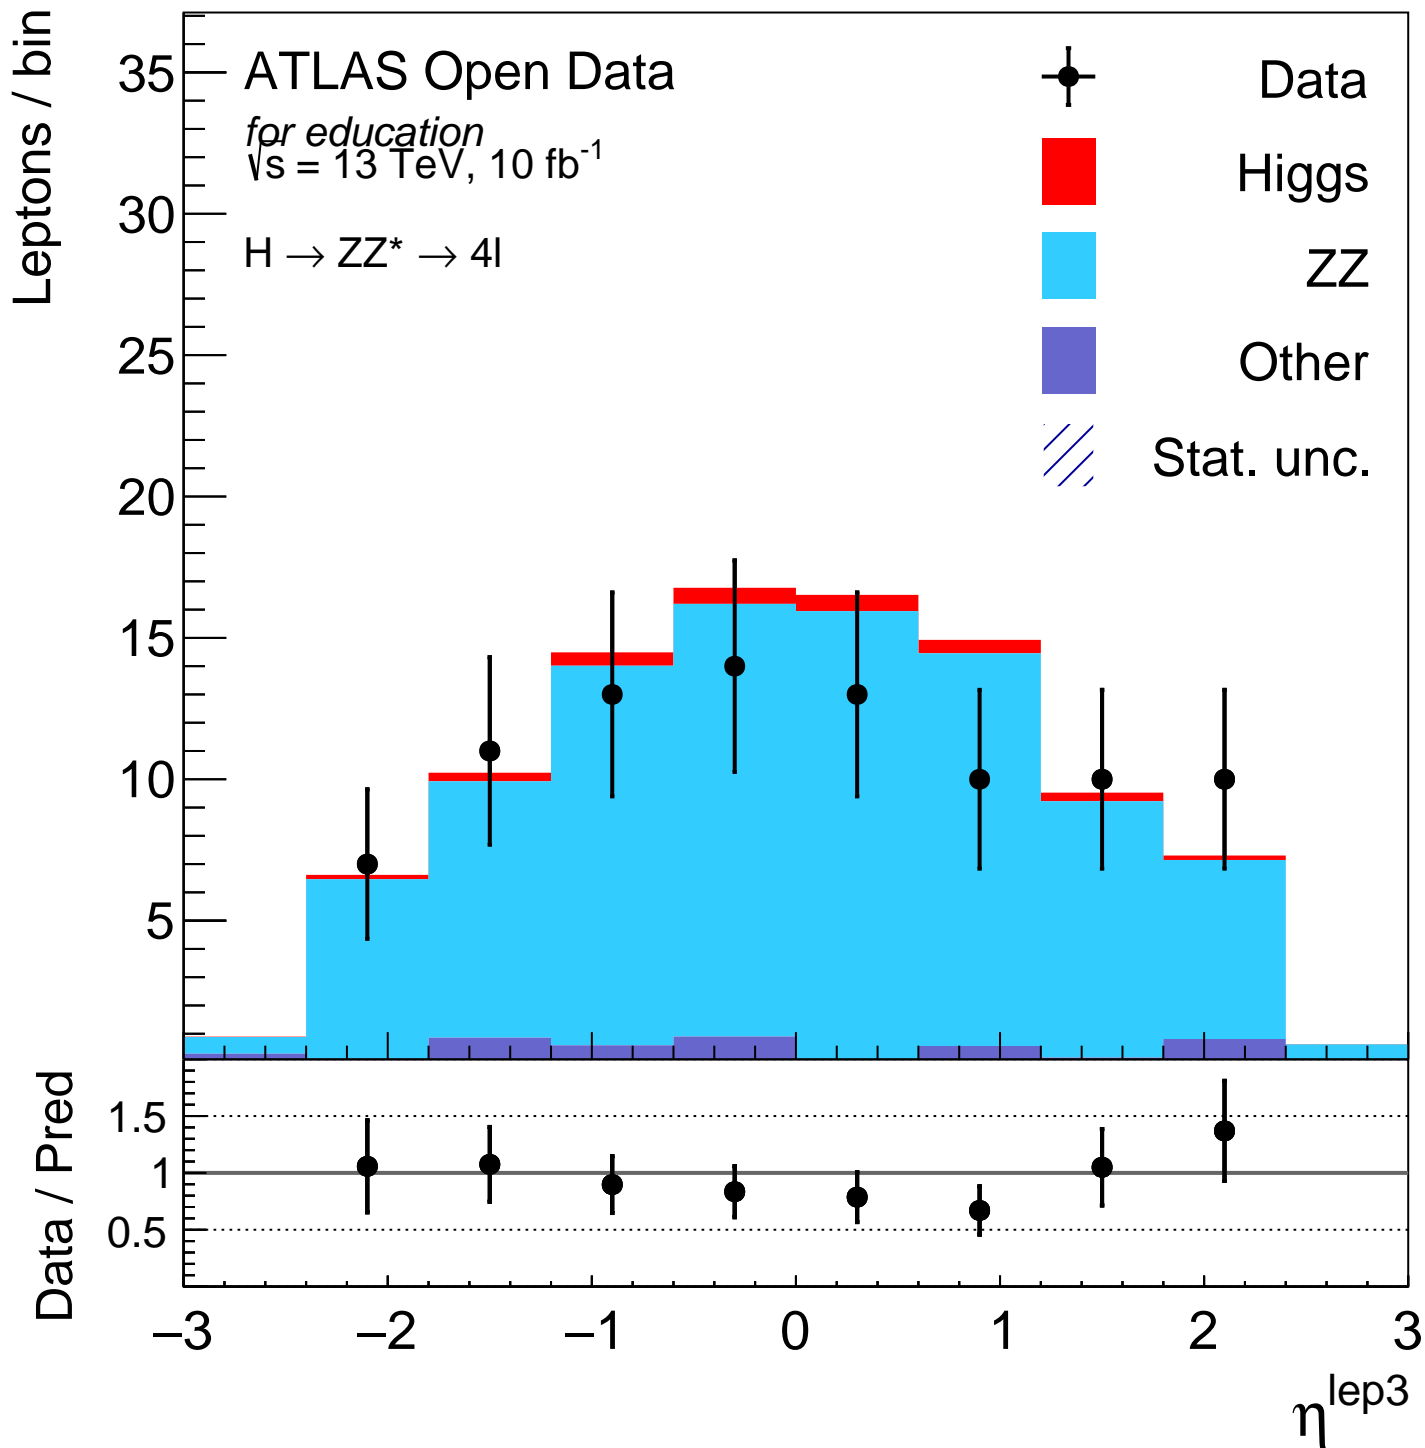 Leptons / bin
35
30
25
20
15
10
5
ATLAS Open Data
for education
√s = 13 TeV, 10 fb⁻¹
H → ZZ* → 4l
Data
Higgs
ZZ
Other
Stat. unc.
Data / Pred
1.5
1
0.5
−3 −2 −1 0 1 2 3
η^lep3